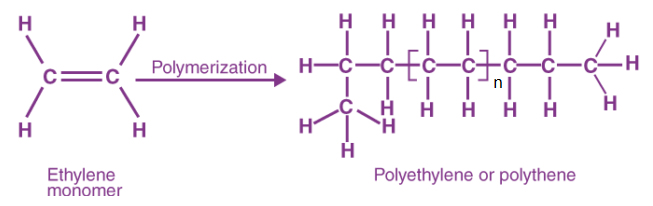 H H H H H H H H
H
C C Polymerization H C C C C C C C H
n
C H H H H H H
H H H H
H
Ethylene
monomer
Polyethylene or polythene